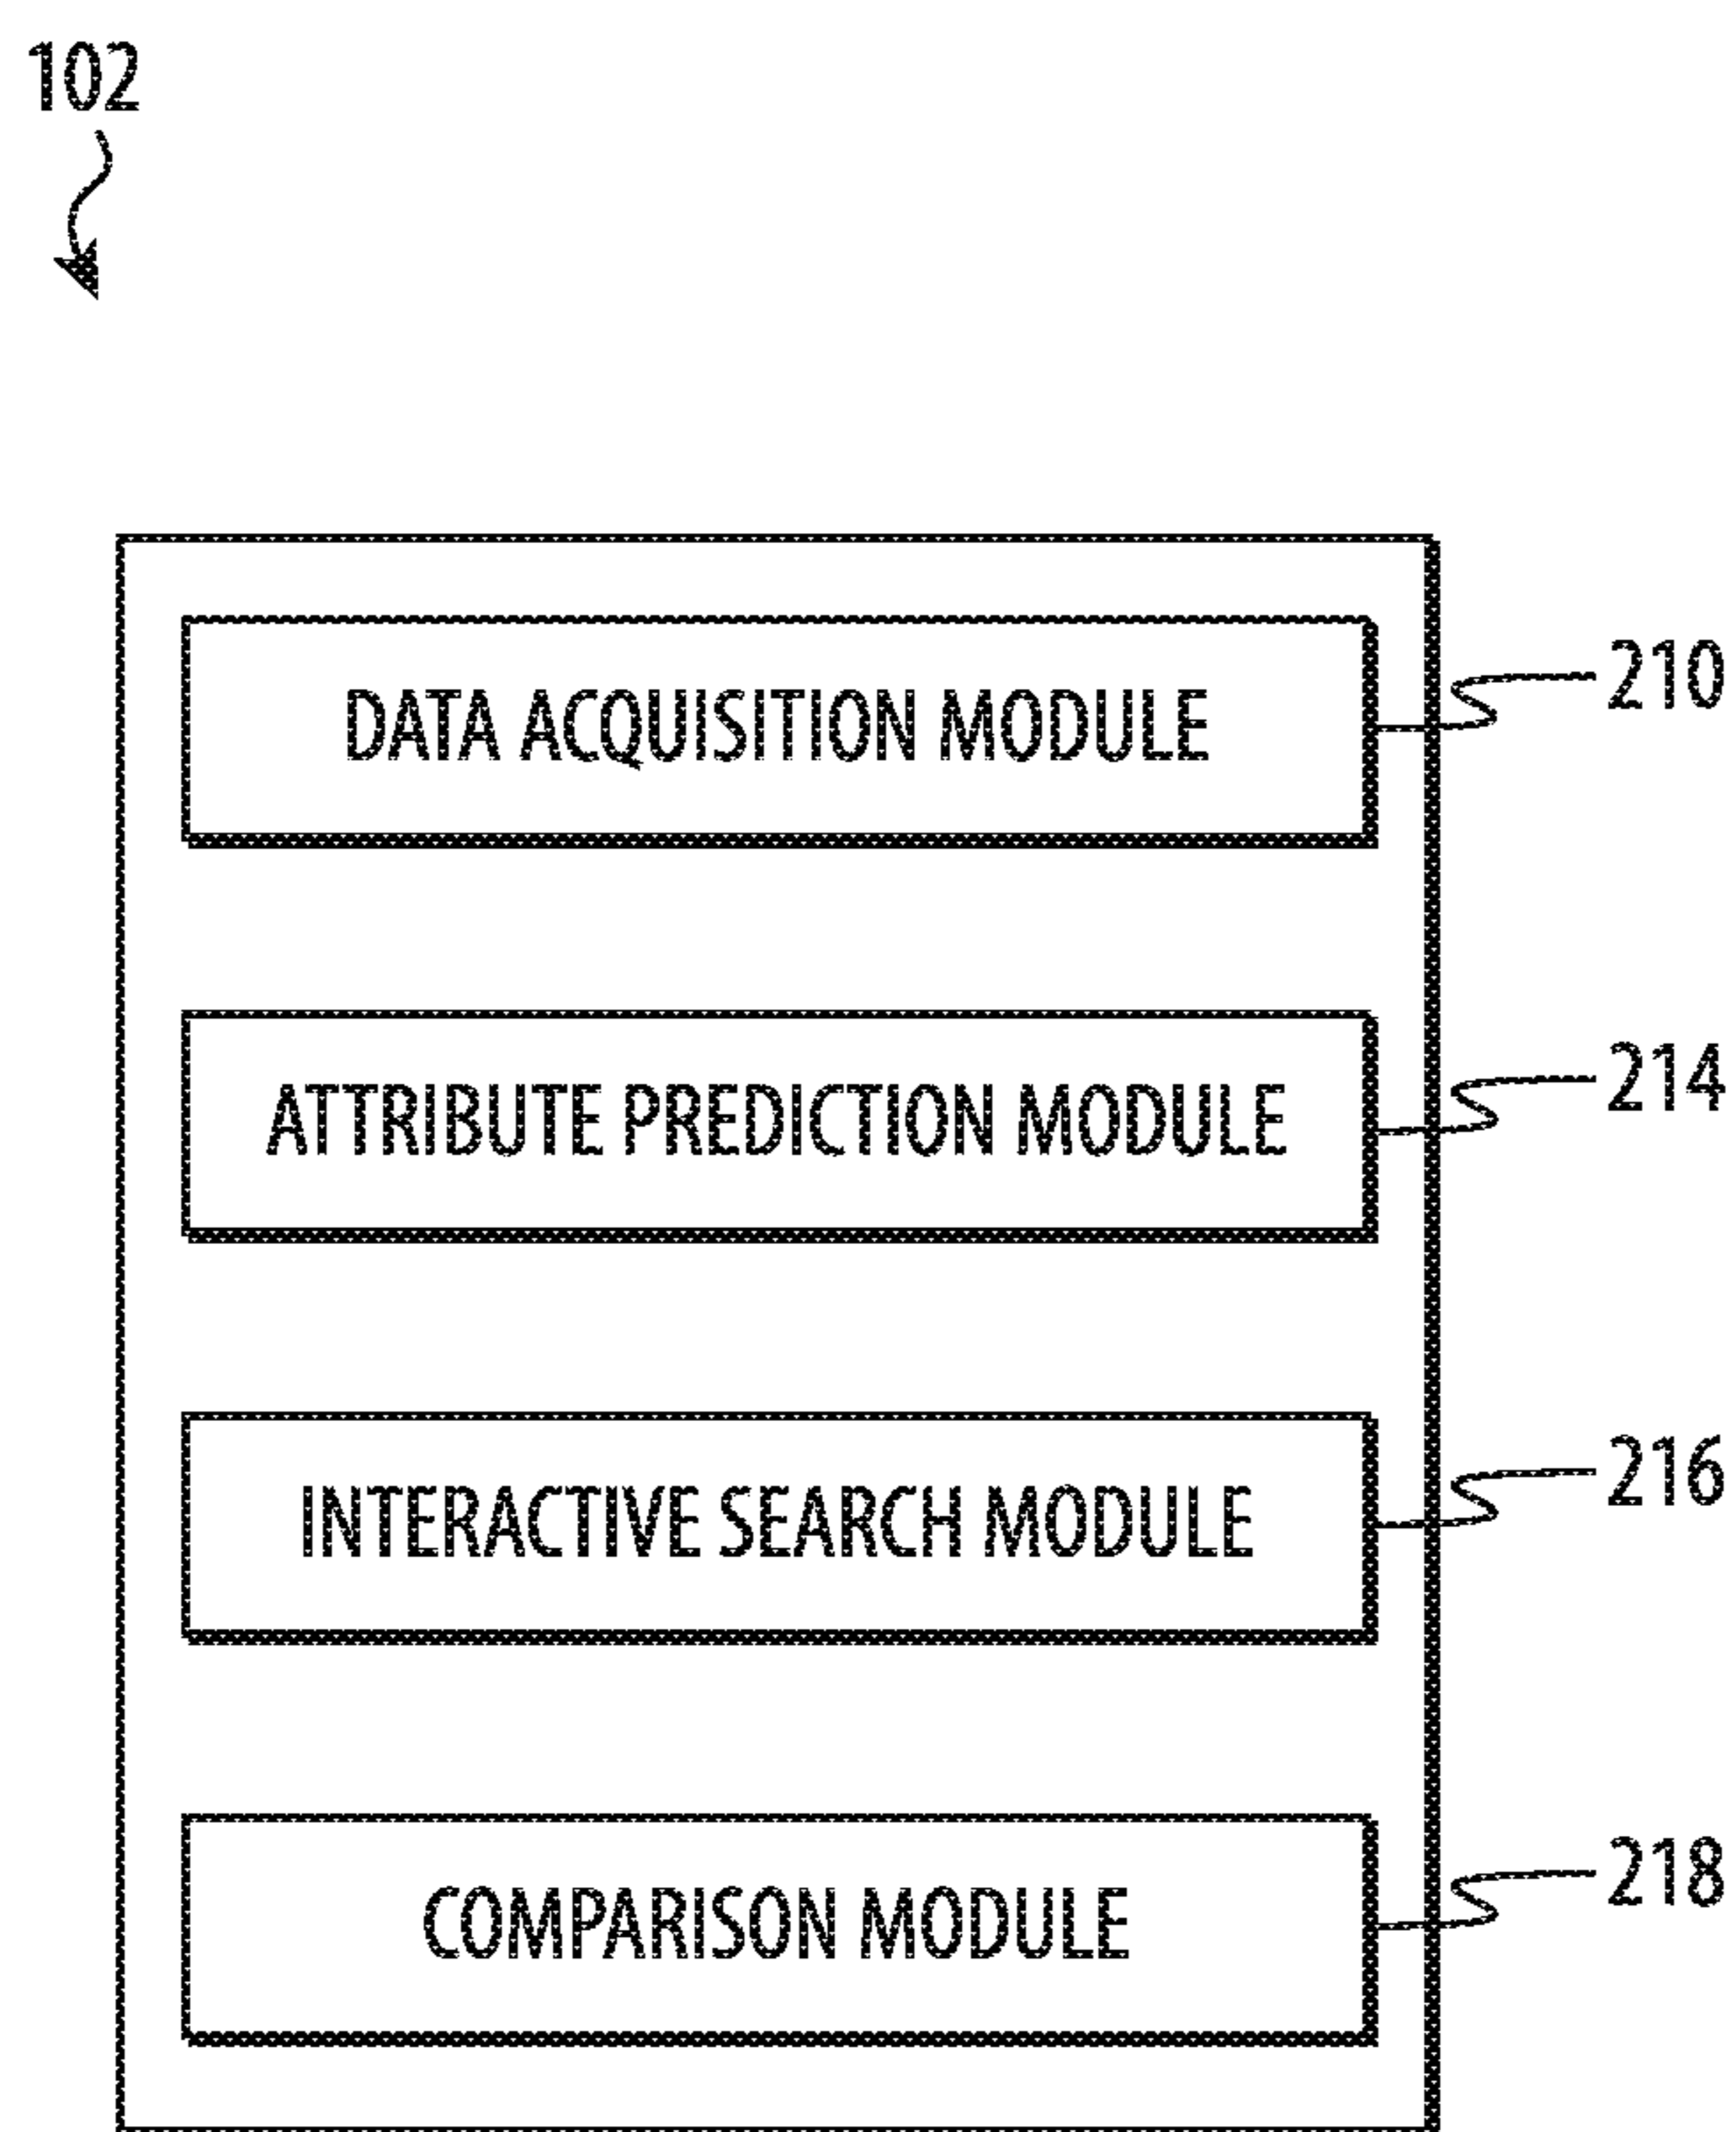 102
DATA ACQUISITION MODULE
210
ATTRIBUTE PREDICTION MODULE
214
INTERACTIVE SEARCH MODULE
216
COMPARISON MODULE
218